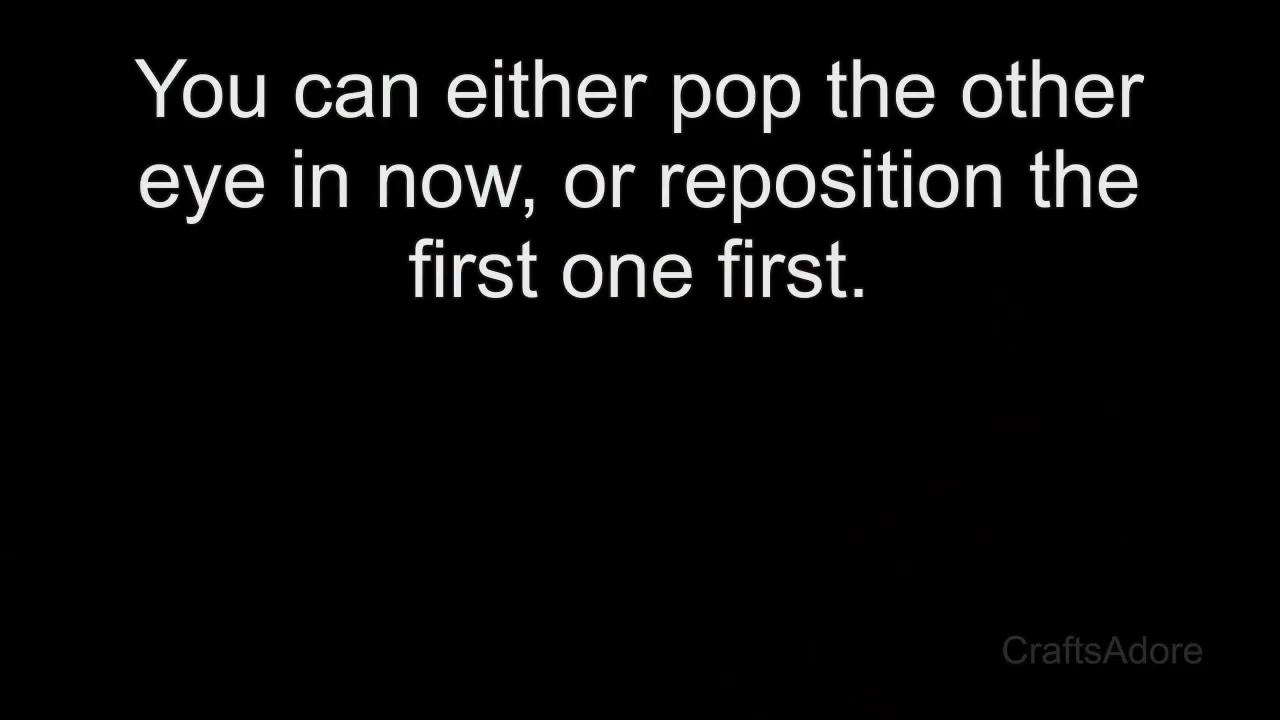 You can either pop the other
eye in now, or reposition the
first one first.
CraftsAdore